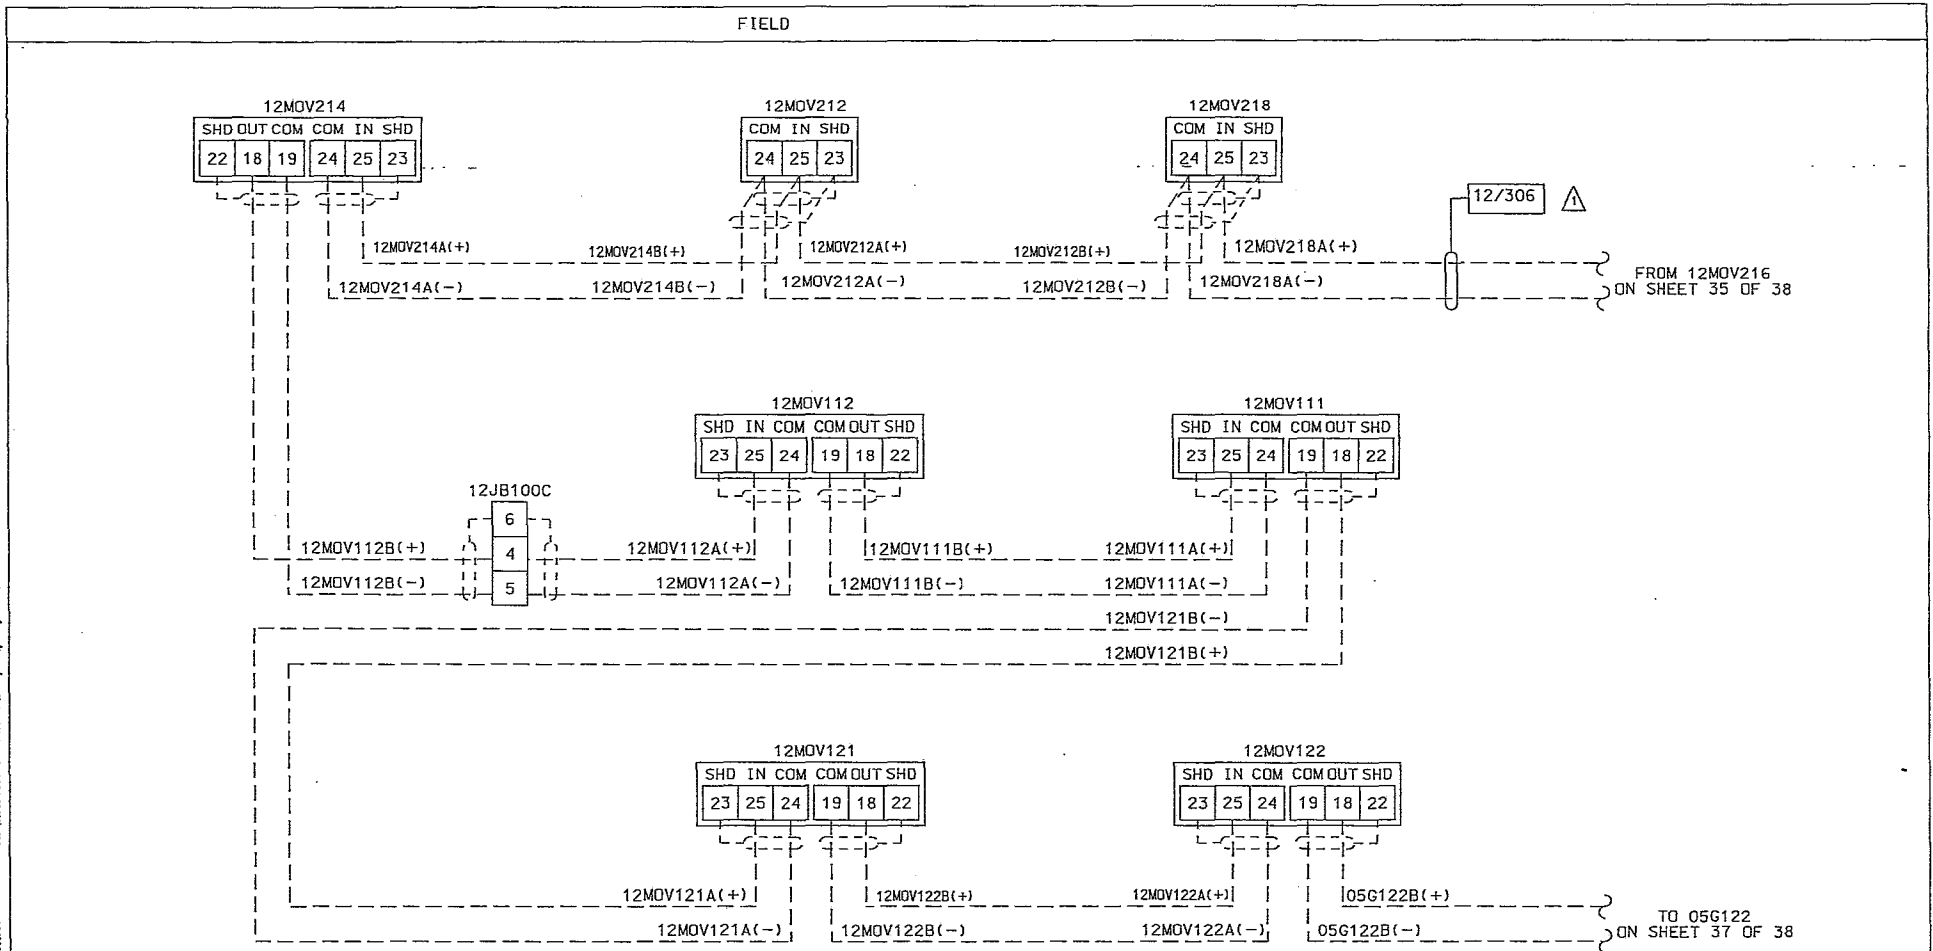 FIELD
12MOV214 12MOV212 12MOV218
SHD OUT COM COM IN SHD COM IN SHD COM IN SHD
22 18 19 24 25 23 24 25 23 24 25 23
12/306 1
12MOV214A(+) 12MOV214B(+) 12MOV212A(+) 12MOV212B(+) 12MOV218A(+)
FROM 12MOV216
12MOV214A(-) 12MOV214B(-) 12MOV212A(-) 12MOV212B(-) 12MOV218A(-)
ON SHEET 35 OF 38
12MOV112 12MOV111
SHD IN COM COM OUT SHD SHD IN COM COM OUT SHD
23 25 24 19 18 22 23 25 24 19 18 22
12JB100C
6
12MOV112B(+) 4 12MOV112A(+) 12MOV111B(+) 12MOV111A(+)
12MOV112B(-) 5 12MOV112A(-) 12MOV111B(-) 12MOV111A(-)
12MOV121B(-)
12MOV121B(+)
12MOV121 12MOV122
SHD IN COM COM OUT SHD SHD IN COM COM OUT SHD
23 25 24 19 18 22 23 25 24 19 18 22
12MOV121A(+) 12MOV122B(+) 12MOV122A(+) 05G122B(+)
TO 05G122
12MOV121A(-) 12MOV122B(-) 12MOV122A(-) 05G122B(-)
ON SHEET 37 OF 38